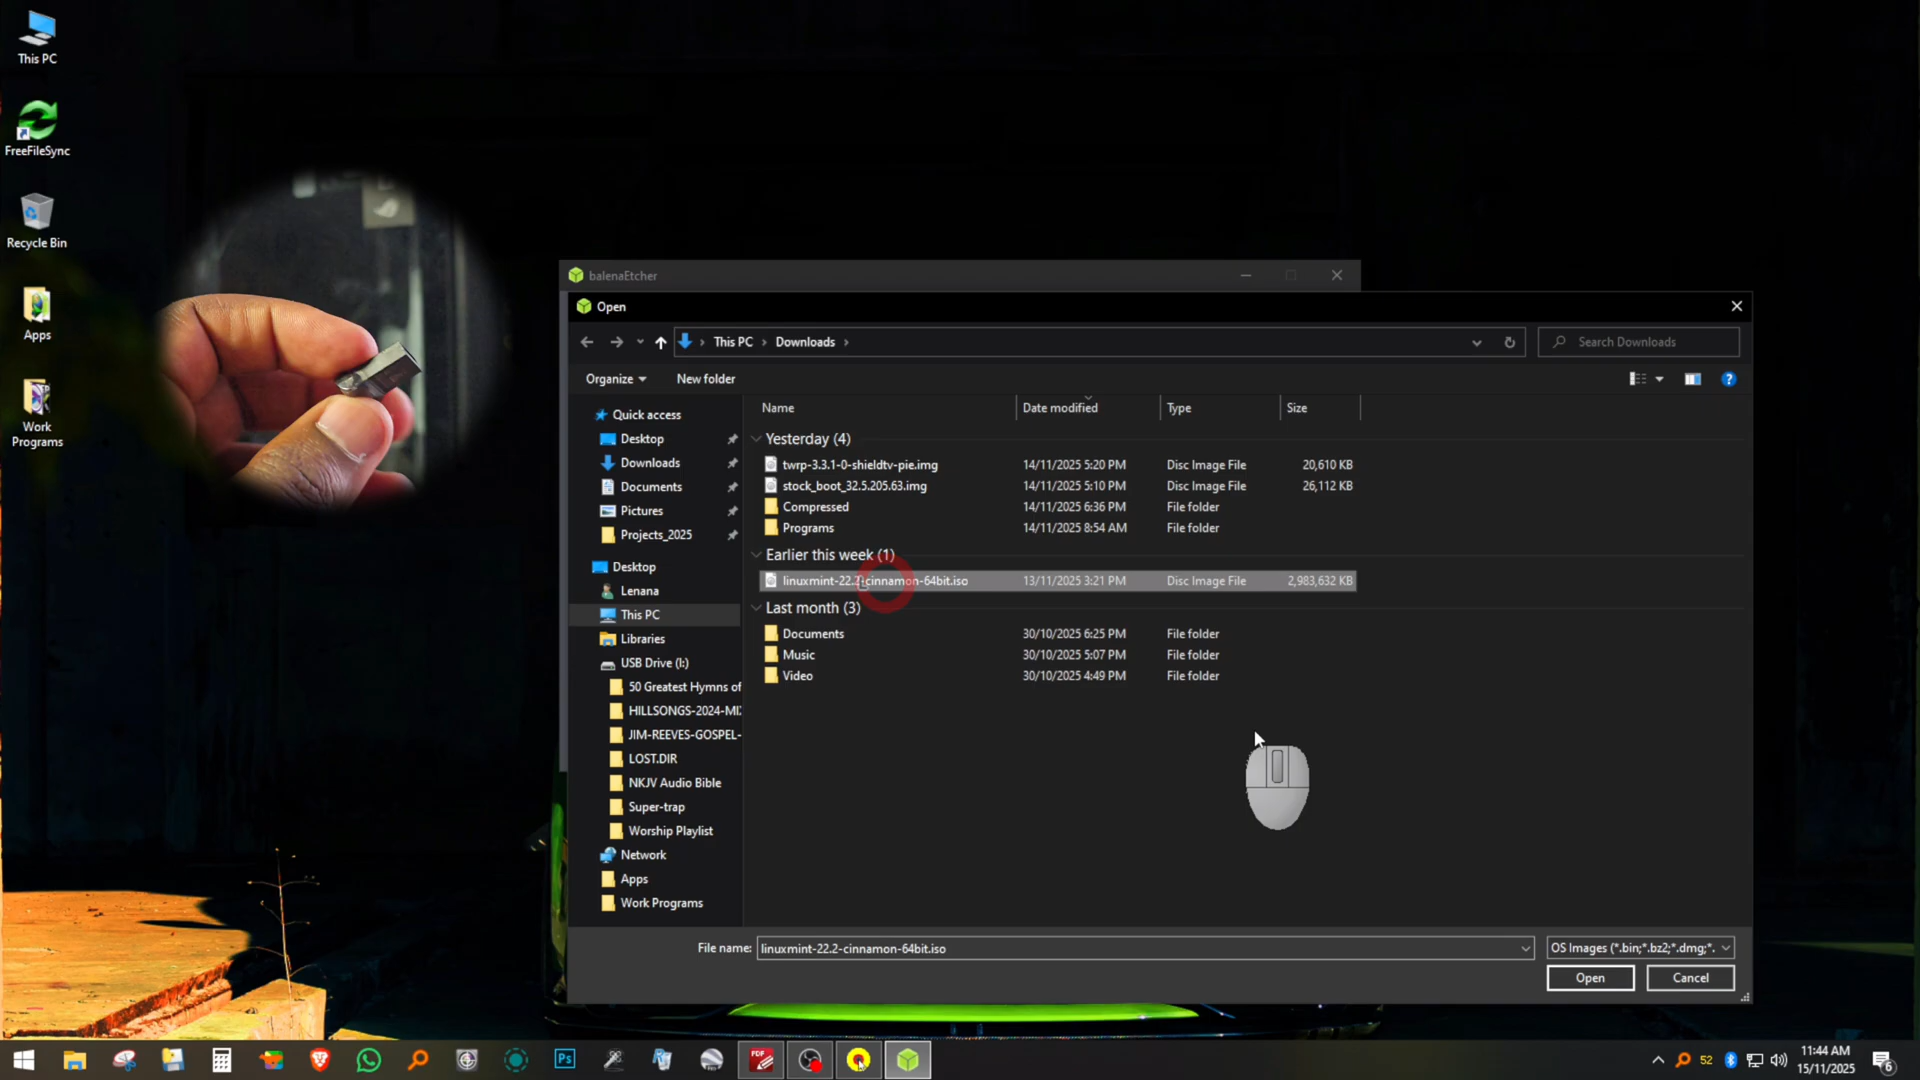 This PC
FreeFileSync
Recycle Bin
Apps
Work
Programs
balenaEtcher
Open
This PC
Downloads
Search Downloads
Organize
New folder
Quick access
Desktop
Downloads
Documents
Pictures
Projects_2025
Desktop
Lenana
This PC
Libraries
USB Drive (I:)
50 Greatest Hymns of
HILLSONGS-2024-MI
JIM-REEVES-GOSPEL-
LOST.DIR
NKJV Audio Bible
Super-trap
Worship Playlist
Network
Apps
Work Programs
Name Date modified Type Size
Yesterday (4)
twrp-3.3.1-0-shieldtv-pie.img 14/11/2025 5:20 PM Disc Image File 20,610 KB
stock_boot_32.5.205.63.img 14/11/2025 5:10 PM Disc Image File 26,112 KB
Compressed 14/11/2025 6:36 PM File folder
Programs 14/11/2025 8:54 AM File folder
Earlier this week (1)
linuxmint-22.2-cinnamon-64bit.iso 13/11/2025 3:21 PM Disc Image File 2,983,632 KB
Last month (3)
Documents 30/10/2025 6:25 PM File folder
Music 30/10/2025 5:07 PM File folder
Video 30/10/2025 4:49 PM File folder
File name: linuxmint-22.2-cinnamon-64bit.iso OS Images (*.bin;*.bz2;*.dmg;*.
Open Cancel
Ps
PDF
52
11:44 AM
15/11/2025
6